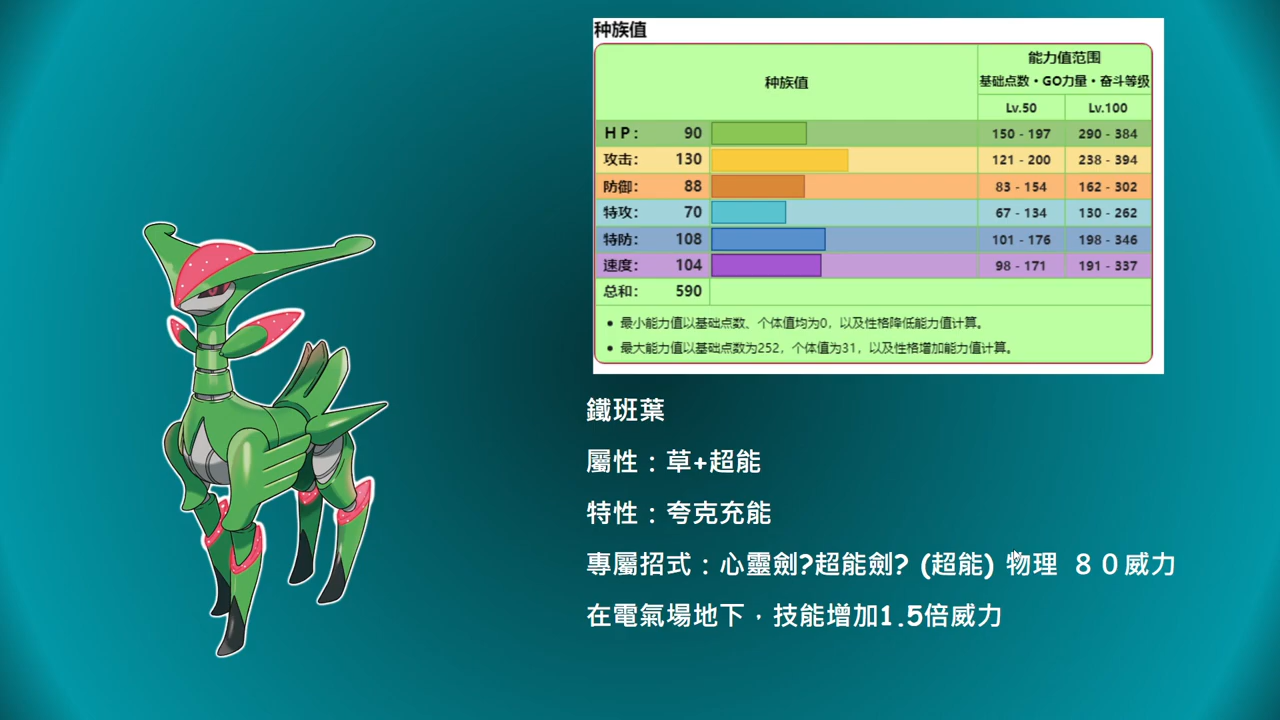 种族值
种族值
能力值范围
基础点数・GO力量・奋斗等级
Lv.50 Lv.100
HP: 90 150 - 197 290 - 384
攻击: 130 121 - 200 238 - 394
防御: 88 83 - 154 162 - 302
特攻: 70 67 - 134 130 - 262
特防: 108 101 - 176 198 - 346
速度: 104 98 - 171 191 - 337
总和: 590
• 最小能力值以基础点数、个体值均为0，以及性格降低能力值计算。
• 最大能力值以基础点数为252，个体值为31，以及性格增加能力值计算。
鐵班葉
屬性：草+超能
特性：夸克充能
專屬招式：心靈劍?超能劍? (超能) 物理 ８０威力
在電氣場地下，技能增加1.5倍威力